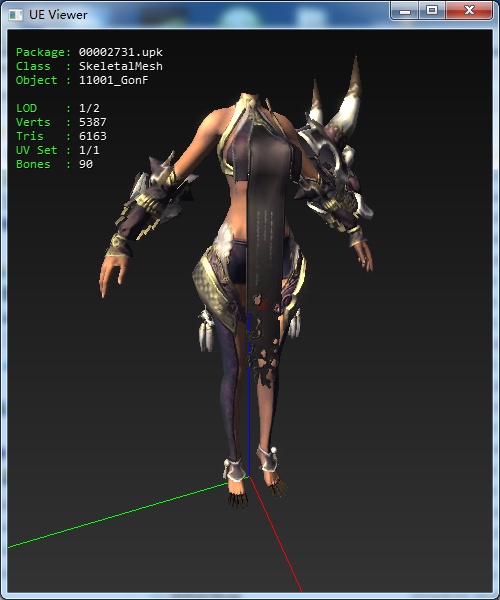 UE Viewer
Package: 00002731.upk
Class : SkeletalMesh
Object : 11001_GonF
LOD : 1/2
Verts : 5387
Tris : 6163
UV Set : 1/1
Bones : 90